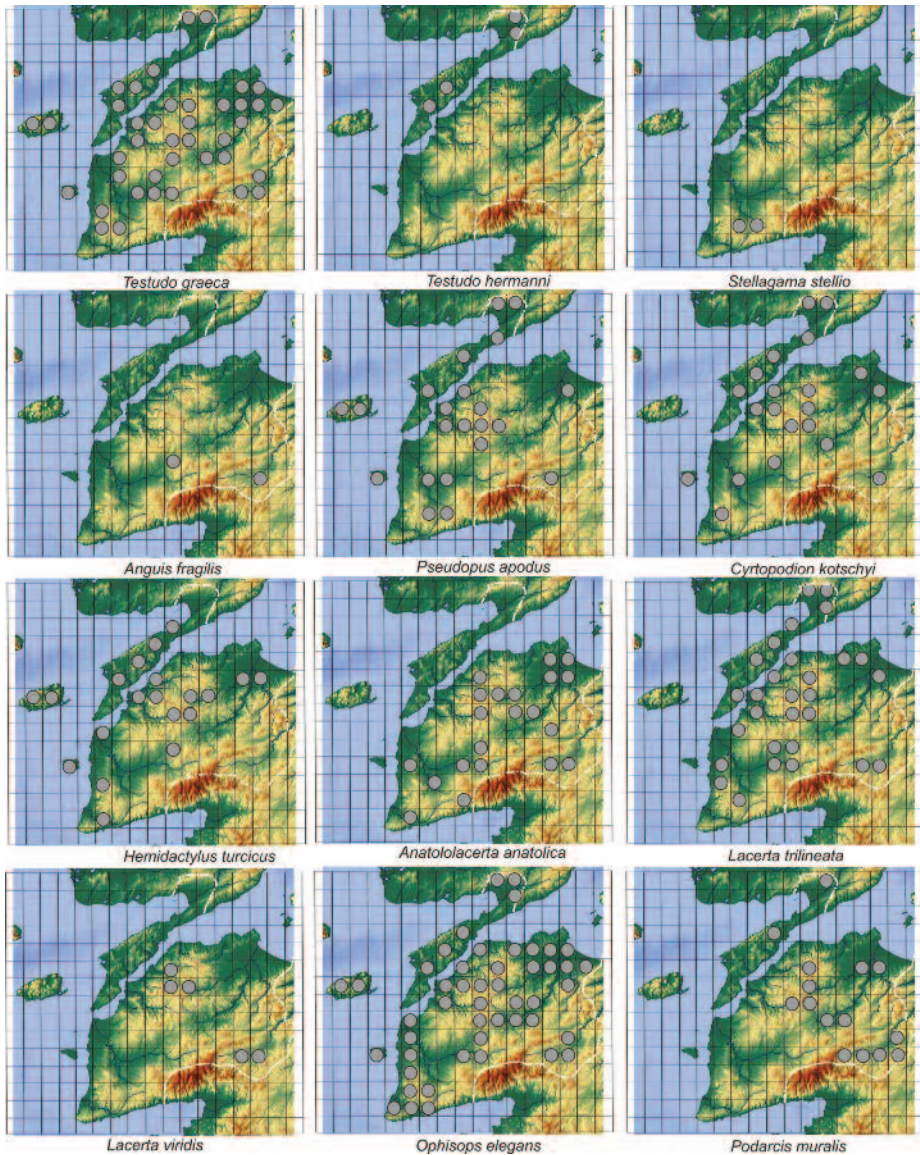 Testudo graeca Testudo hermanni Stellagama stellio
Anguis fragilis Pseudopus apodus Cyrtopodion kotschyi
Hemidactylus turcicus Anatololacerta anatolica Lacerta trilineata
Lacerta viridis Ophisops elegans Podarcis muralis